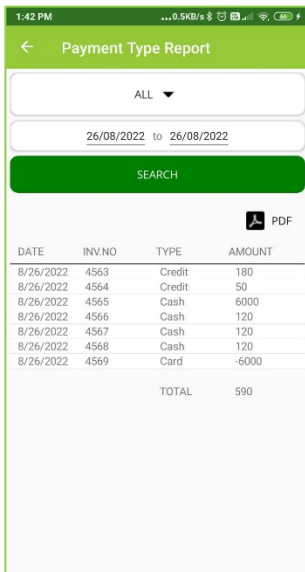 1:42 PM ...0.5KB/s
← Payment Type Report
ALL
26/08/2022 to 26/08/2022
SEARCH
PDF
DATE INV.NO TYPE AMOUNT
8/26/2022 4563 Credit 180
8/26/2022 4564 Credit 50
8/26/2022 4565 Cash 6000
8/26/2022 4566 Cash 120
8/26/2022 4567 Cash 120
8/26/2022 4568 Cash 120
8/26/2022 4569 Card -6000
TOTAL 590